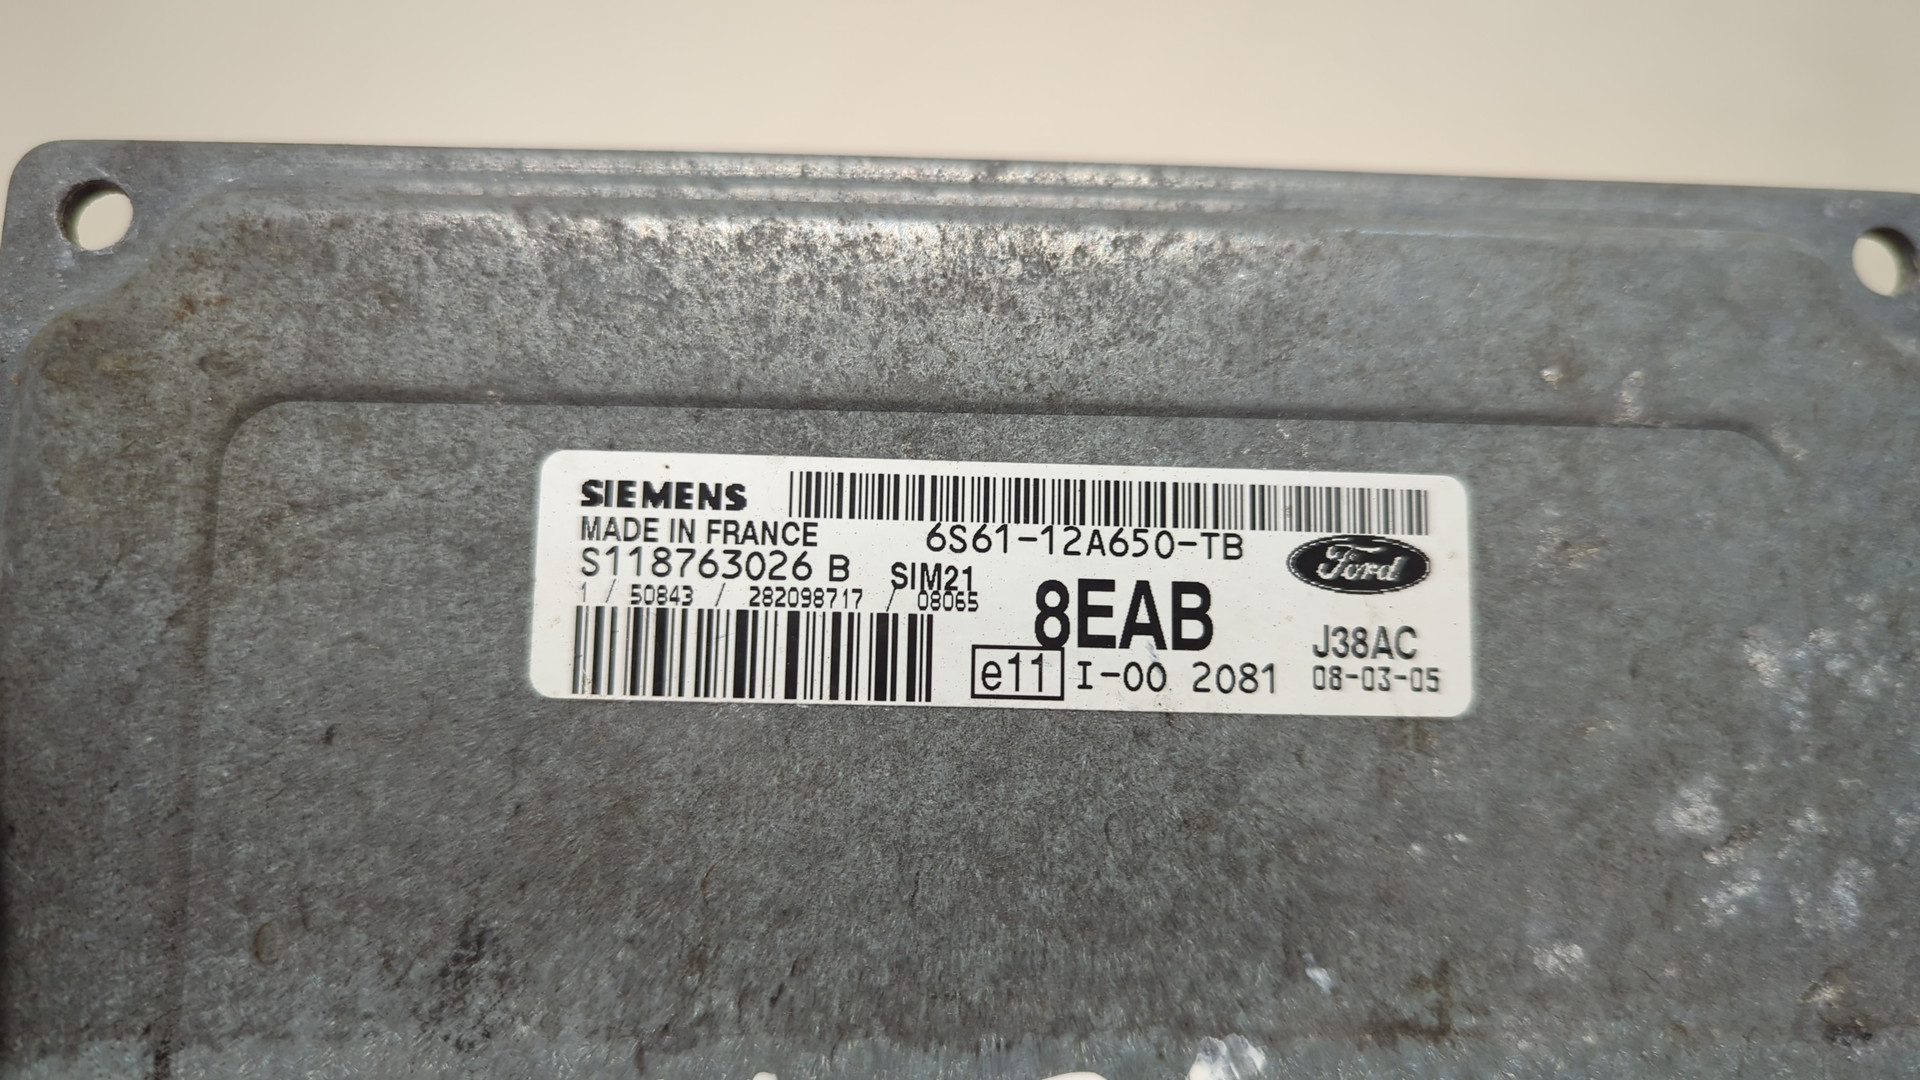 SIEMENS
MADE IN FRANCE
6S61-12A650-TB
S118763026 B
SIM21
Ford
1 / 50843 / 282098717 / 08065
8EAB
J38AC
e11 I-00 2081
08-03-05